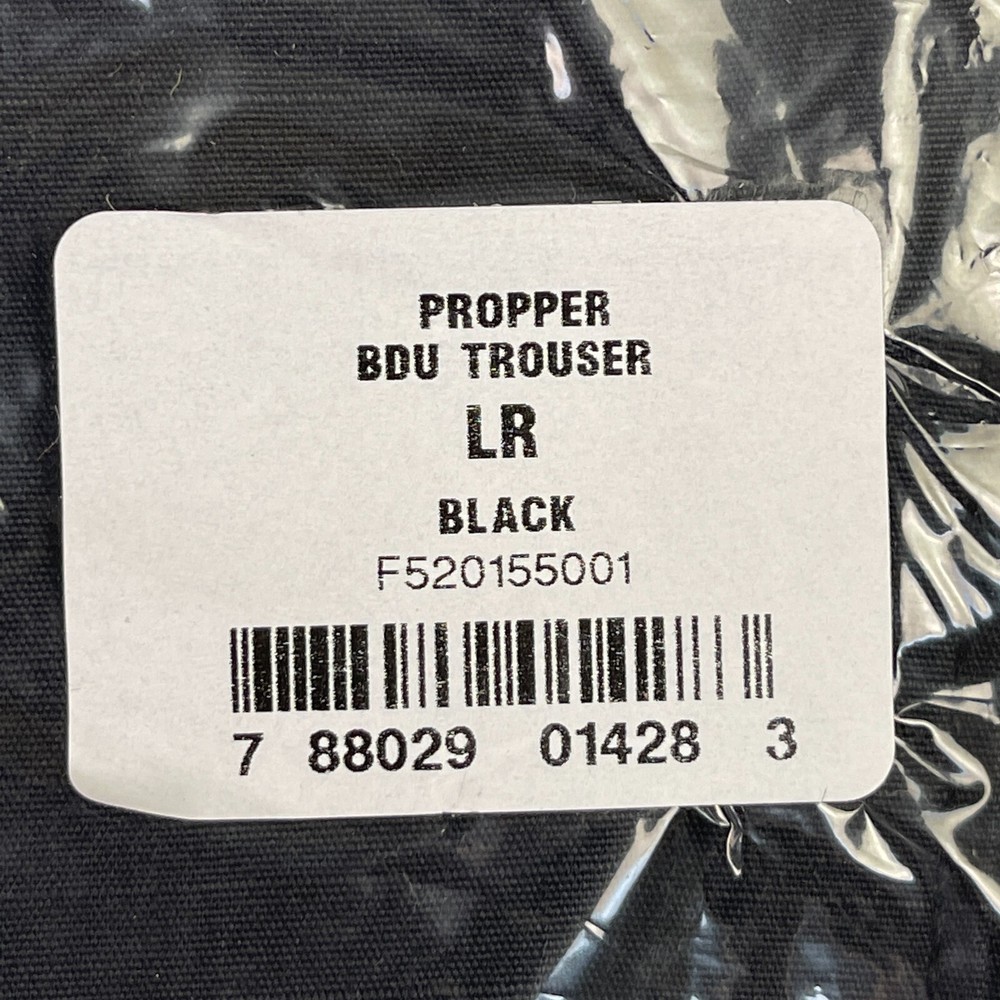 PROPPER
BDU TROUSER
LR
BLACK
F520155001
7 88029 01428 3